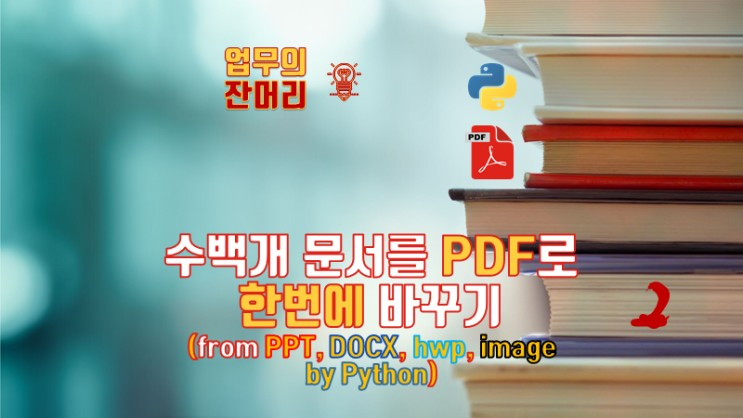 업무의
잔머리
PDF
수백개 문서를 PDF로
한번에 바꾸기
2
(from PPT, DOCX, hwp, image
by Python)